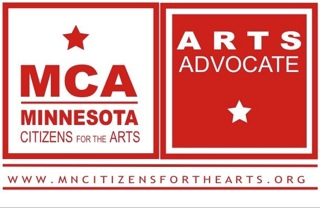 MCA
MINNESOTA
CITIZENS FOR THE ARTS
ARTS
ADVOCATE
WWW.MNCITIZENSFORTHEARTS.ORG